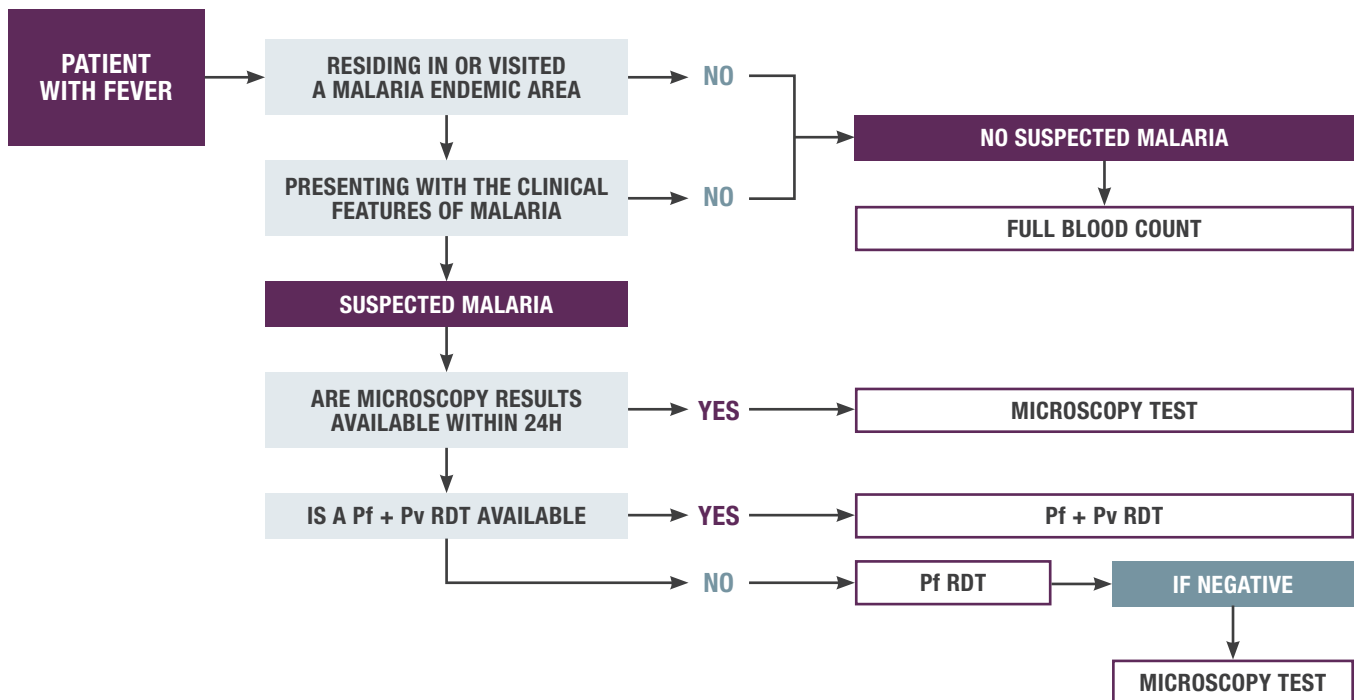 PATIENT
WITH FEVER
RESIDING IN OR VISITED
A MALARIA ENDEMIC AREA
NO
PRESENTING WITH THE CLINICAL
FEATURES OF MALARIA
NO
NO SUSPECTED MALARIA
FULL BLOOD COUNT
SUSPECTED MALARIA
ARE MICROSCOPY RESULTS
AVAILABLE WITHIN 24H
YES
MICROSCOPY TEST
IS A Pf + Pv RDT AVAILABLE
YES
Pf + Pv RDT
NO
Pf RDT
IF NEGATIVE
MICROSCOPY TEST